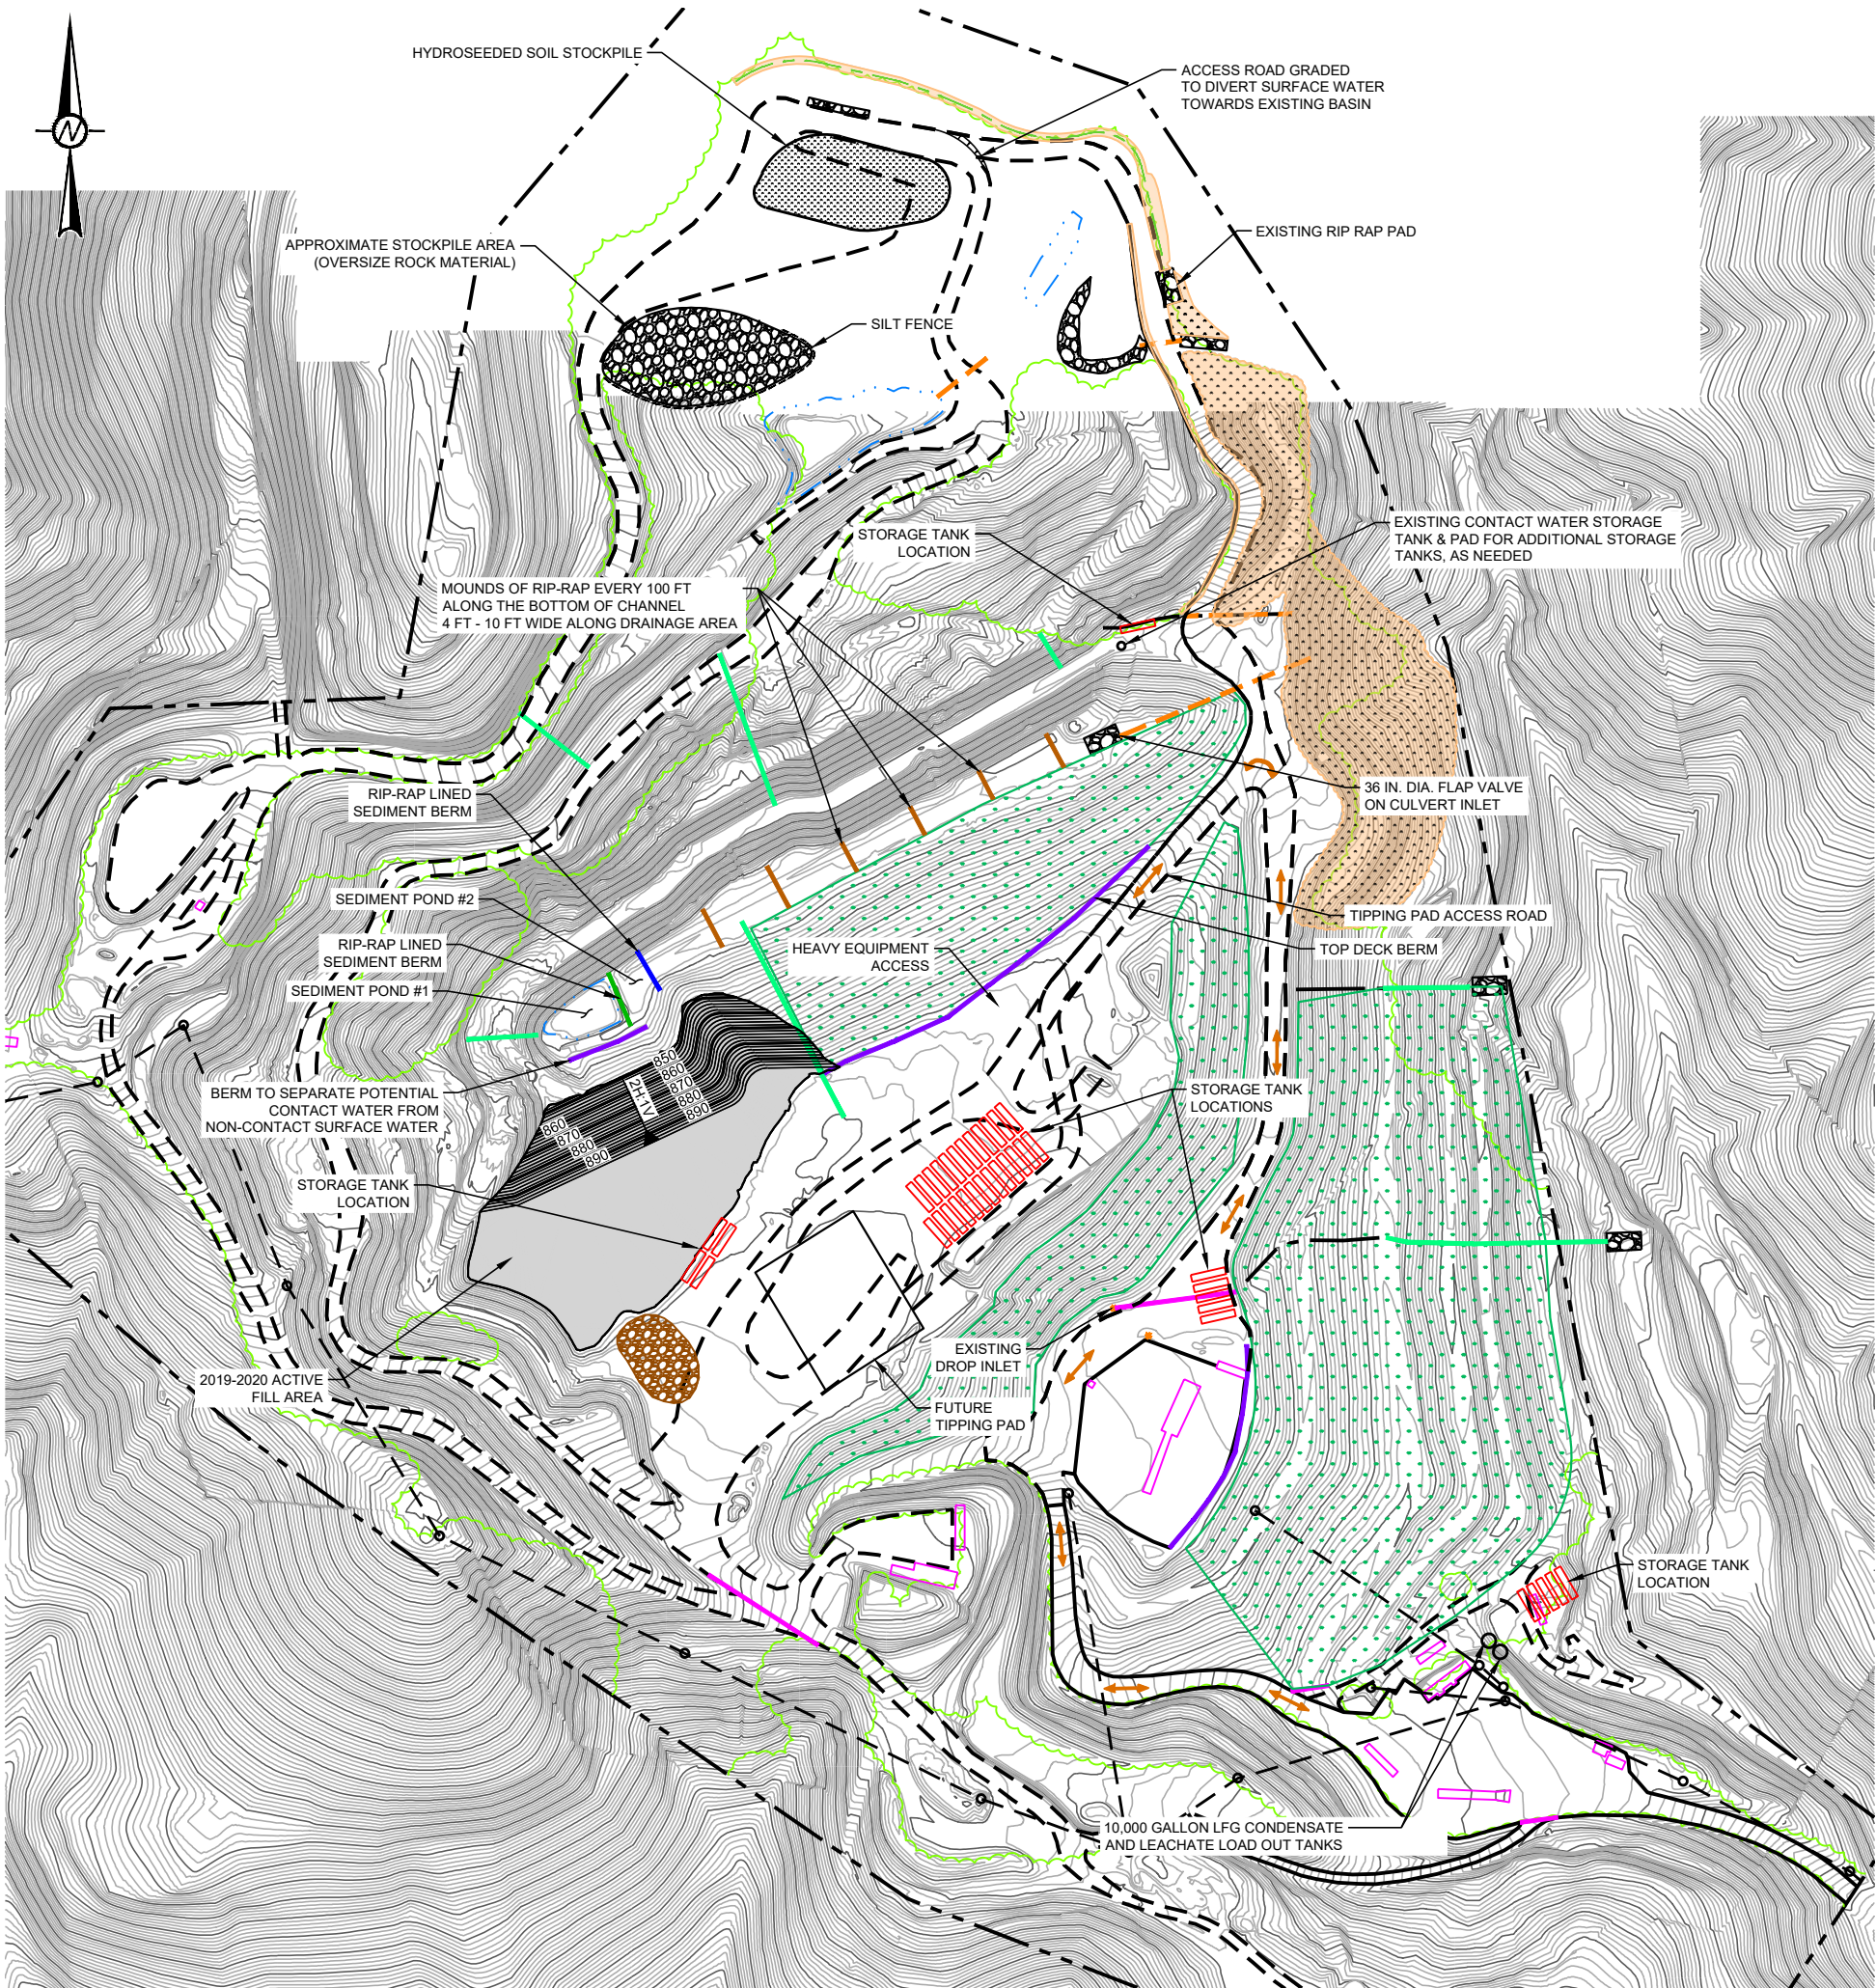 N
HYDROSEEDED SOIL STOCKPILE
ACCESS ROAD GRADED
TO DIVERT SURFACE WATER
TOWARDS EXISTING BASIN
APPROXIMATE STOCKPILE AREA
(OVERSIZE ROCK MATERIAL)
EXISTING RIP RAP PAD
SILT FENCE
STORAGE TANK
LOCATION
EXISTING CONTACT WATER STORAGE
TANK & PAD FOR ADDITIONAL STORAGE
TANKS, AS NEEDED
MOUNDS OF RIP-RAP EVERY 100 FT
ALONG THE BOTTOM OF CHANNEL
4 FT - 10 FT WIDE ALONG DRAINAGE AREA
RIP-RAP LINED
SEDIMENT BERM
36 IN. DIA. FLAP VALVE
ON CULVERT INLET
SEDIMENT POND #2
TIPPING PAD ACCESS ROAD
RIP-RAP LINED
SEDIMENT BERM
HEAVY EQUIPMENT
ACCESS
TOP DECK BERM
SEDIMENT POND #1
850
860
870
880
890
2H:1V
BERM TO SEPARATE POTENTIAL
CONTACT WATER FROM
NON-CONTACT SURFACE WATER
STORAGE TANK
LOCATIONS
860
870
880
890
STORAGE TANK
LOCATION
EXISTING
DROP INLET
2019-2020 ACTIVE
FILL AREA
FUTURE
TIPPING PAD
STORAGE TANK
LOCATION
10,000 GALLON LFG CONDENSATE
AND LEACHATE LOAD OUT TANKS